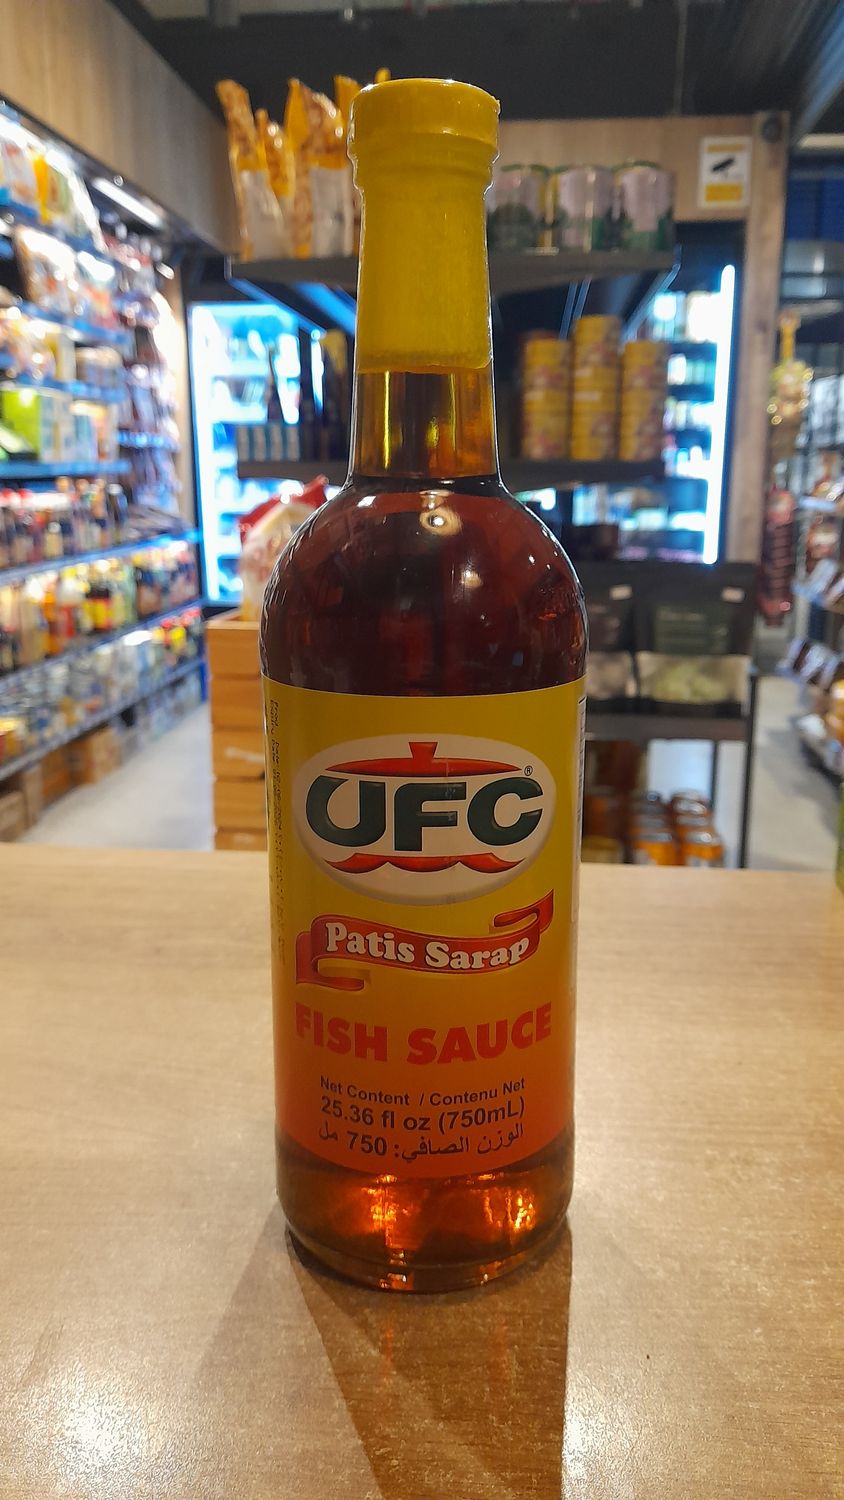 UFC®
Patis Sarap
FISH SAUCE
Net Content / Contenu Net
25.36 fl oz (750mL)
الوزن الصافي: 750 مل